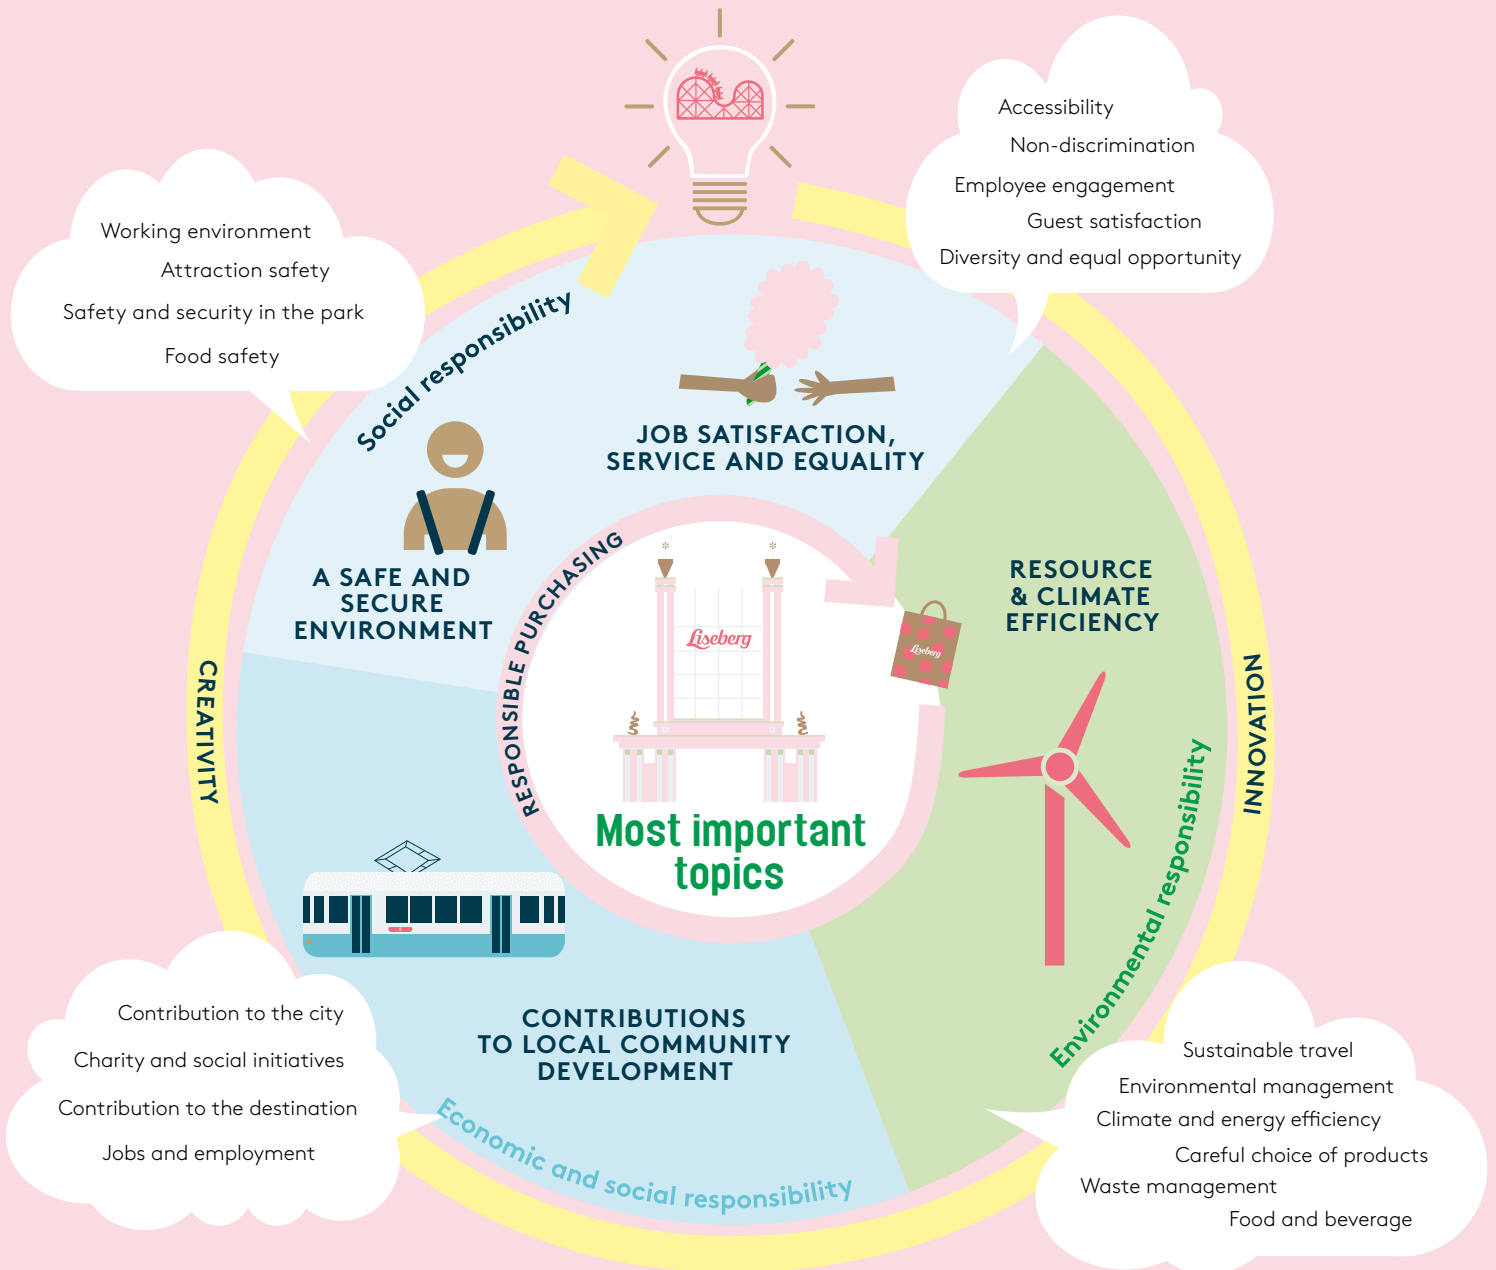 Accessibility
Non-discrimination
Employee engagement
Guest satisfaction
Diversity and equal opportunity
Working environment
Attraction safety
Safety and security in the park
Food safety
Social responsibility
JOB SATISFACTION,
SERVICE AND EQUALITY
A SAFE AND
SECURE
ENVIRONMENT
RESPONSIBLE PURCHASING
RESOURCE
& CLIMATE
EFFICIENCY
Liseberg
Liseberg
CREATIVITY
INNOVATION
Most important
topics
Environmental responsibility
CONTRIBUTIONS
TO LOCAL COMMUNITY
DEVELOPMENT
Economic and social responsibility
Contribution to the city
Charity and social initiatives
Contribution to the destination
Jobs and employment
Sustainable travel
Environmental management
Climate and energy efficiency
Careful choice of products
Waste management
Food and beverage